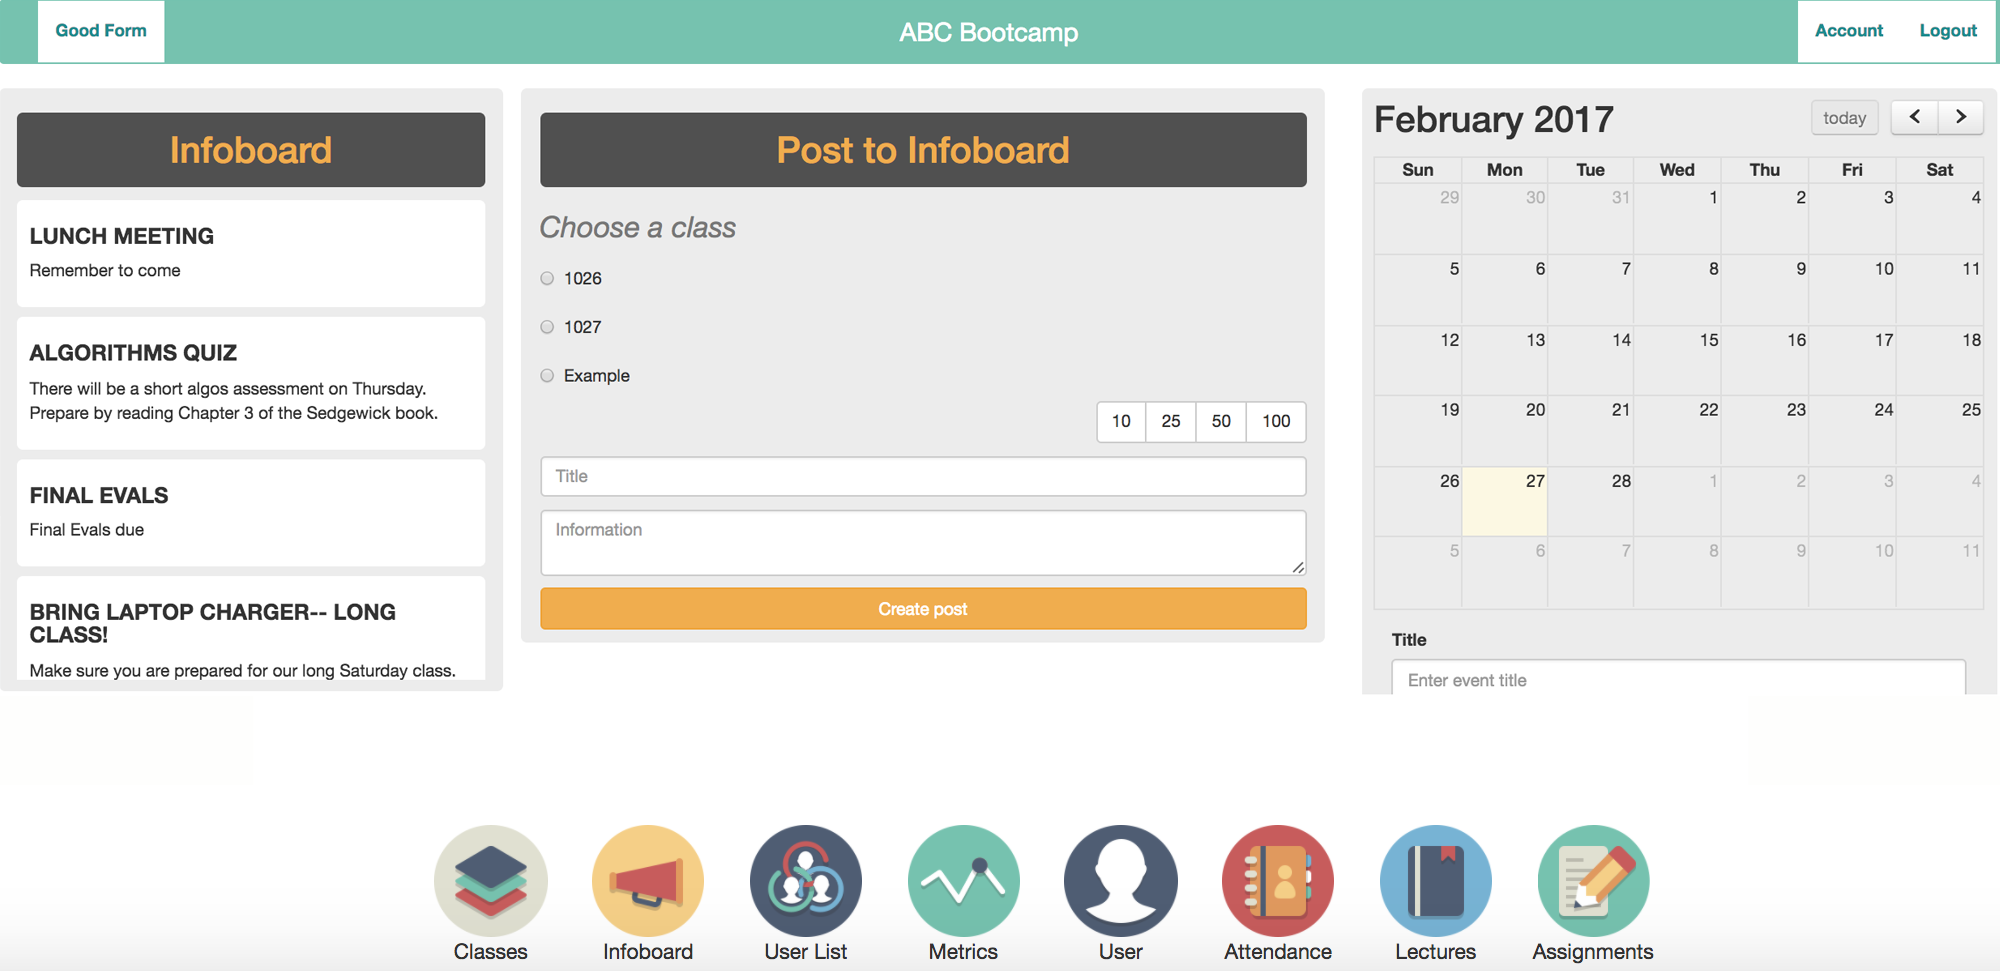 Good Form
ABC Bootcamp
Account Logout
Infoboard
LUNCH MEETING
Remember to come
ALGORITHMS QUIZ
There will be a short algos assessment on Thursday.
Prepare by reading Chapter 3 of the Sedgewick book.
FINAL EVALS
Final Evals due
BRING LAPTOP CHARGER-- LONG
CLASS!
Make sure you are prepared for our long Saturday class.
Post to Infoboard
Choose a class
1026
1027
Example
10 25 50 100
Title
Information
Create post
February 2017
today
Sun Mon Tue Wed Thu Fri Sat
29 30 31 1 2 3 4
5 6 7 8 9 10 11
12 13 14 15 16 17 18
19 20 21 22 23 24 25
26 27 28 1 2 3 4
5 6 7 8 9 10 11
Title
Enter event title
Classes Infoboard User List Metrics User Attendance Lectures Assignments